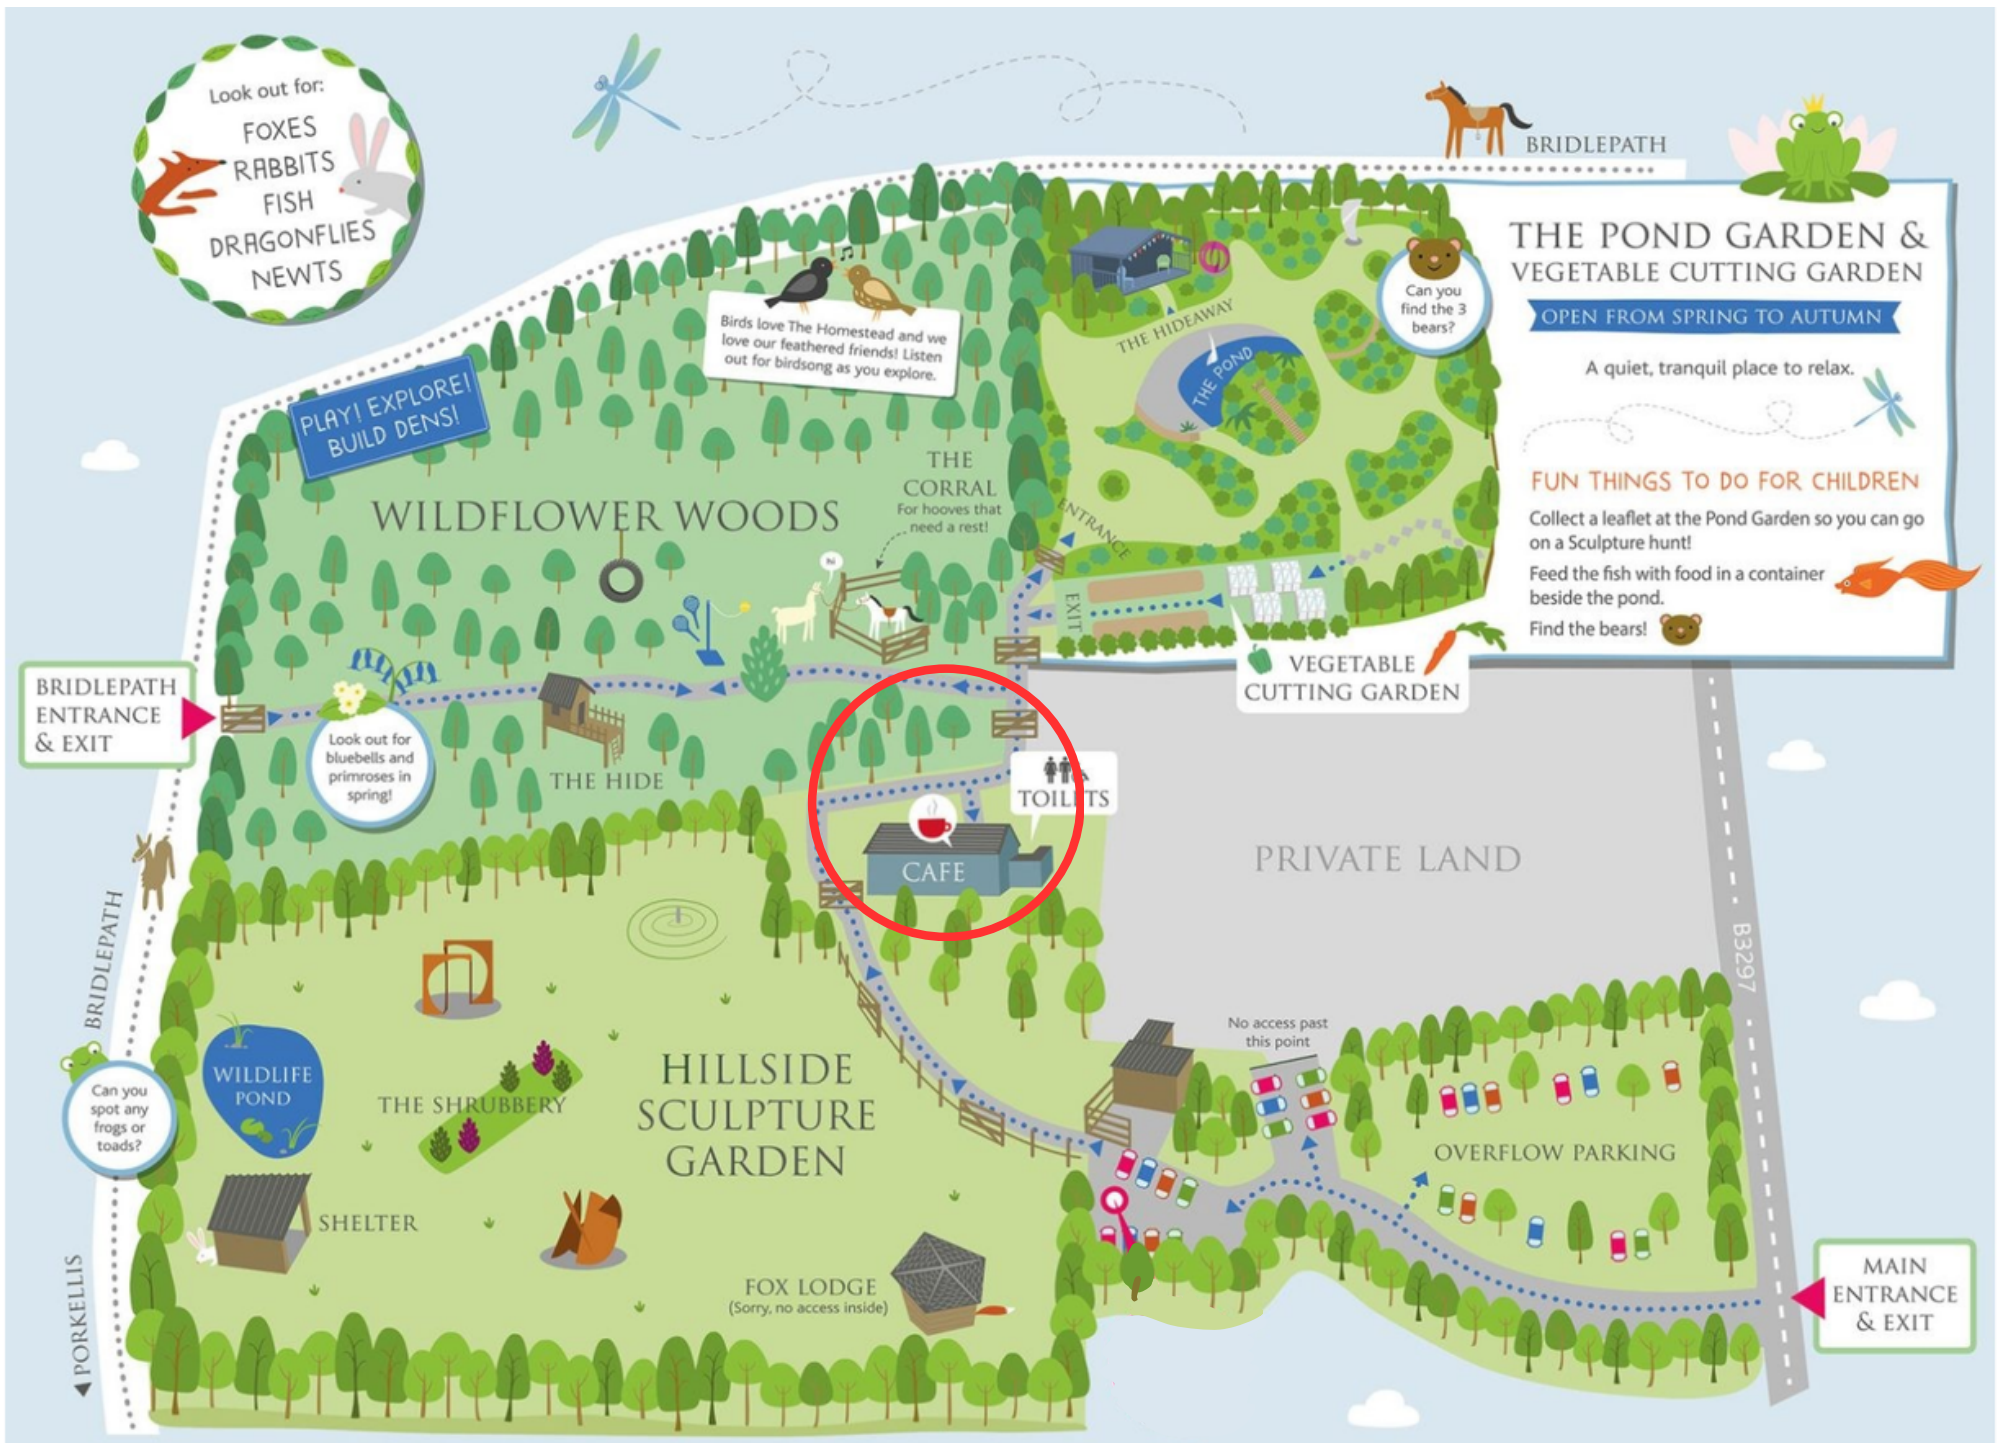 Look out for:
FOXES
RABBITS
FISH
DRAGONFLIES
NEWTS
BRIDLEPATH
THE POND GARDEN &
VEGETABLE CUTTING GARDEN
OPEN FROM SPRING TO AUTUMN
A quiet, tranquil place to relax.
FUN THINGS TO DO FOR CHILDREN
Collect a leaflet at the Pond Garden so you can go
on a Sculpture hunt!
Feed the fish with food in a container
beside the pond.
Find the bears!
Can you
find the 3
bears?
THE HIDEAWAY
THE POND
Birds love The Homestead and we
love our feathered friends! Listen
out for birdsong as you explore.
PLAY! EXPLORE!
BUILD DENS!
WILDFLOWER WOODS
THE
CORRAL
For hooves that
need a rest!
hi
ENTRANCE
EXIT
VEGETABLE
CUTTING GARDEN
BRIDLEPATH
ENTRANCE
& EXIT
Look out for
bluebells and
primroses in
spring!
THE HIDE
TOILETS
CAFE
PRIVATE LAND
B3297
BRIDLEPATH
Can you
spot any
frogs or
toads?
WILDLIFE
POND
THE SHRUBBERY
HILLSIDE
SCULPTURE
GARDEN
SHELTER
FOX LODGE
(Sorry, no access inside)
No access past
this point
OVERFLOW PARKING
MAIN
ENTRANCE
& EXIT
PORKELLIS